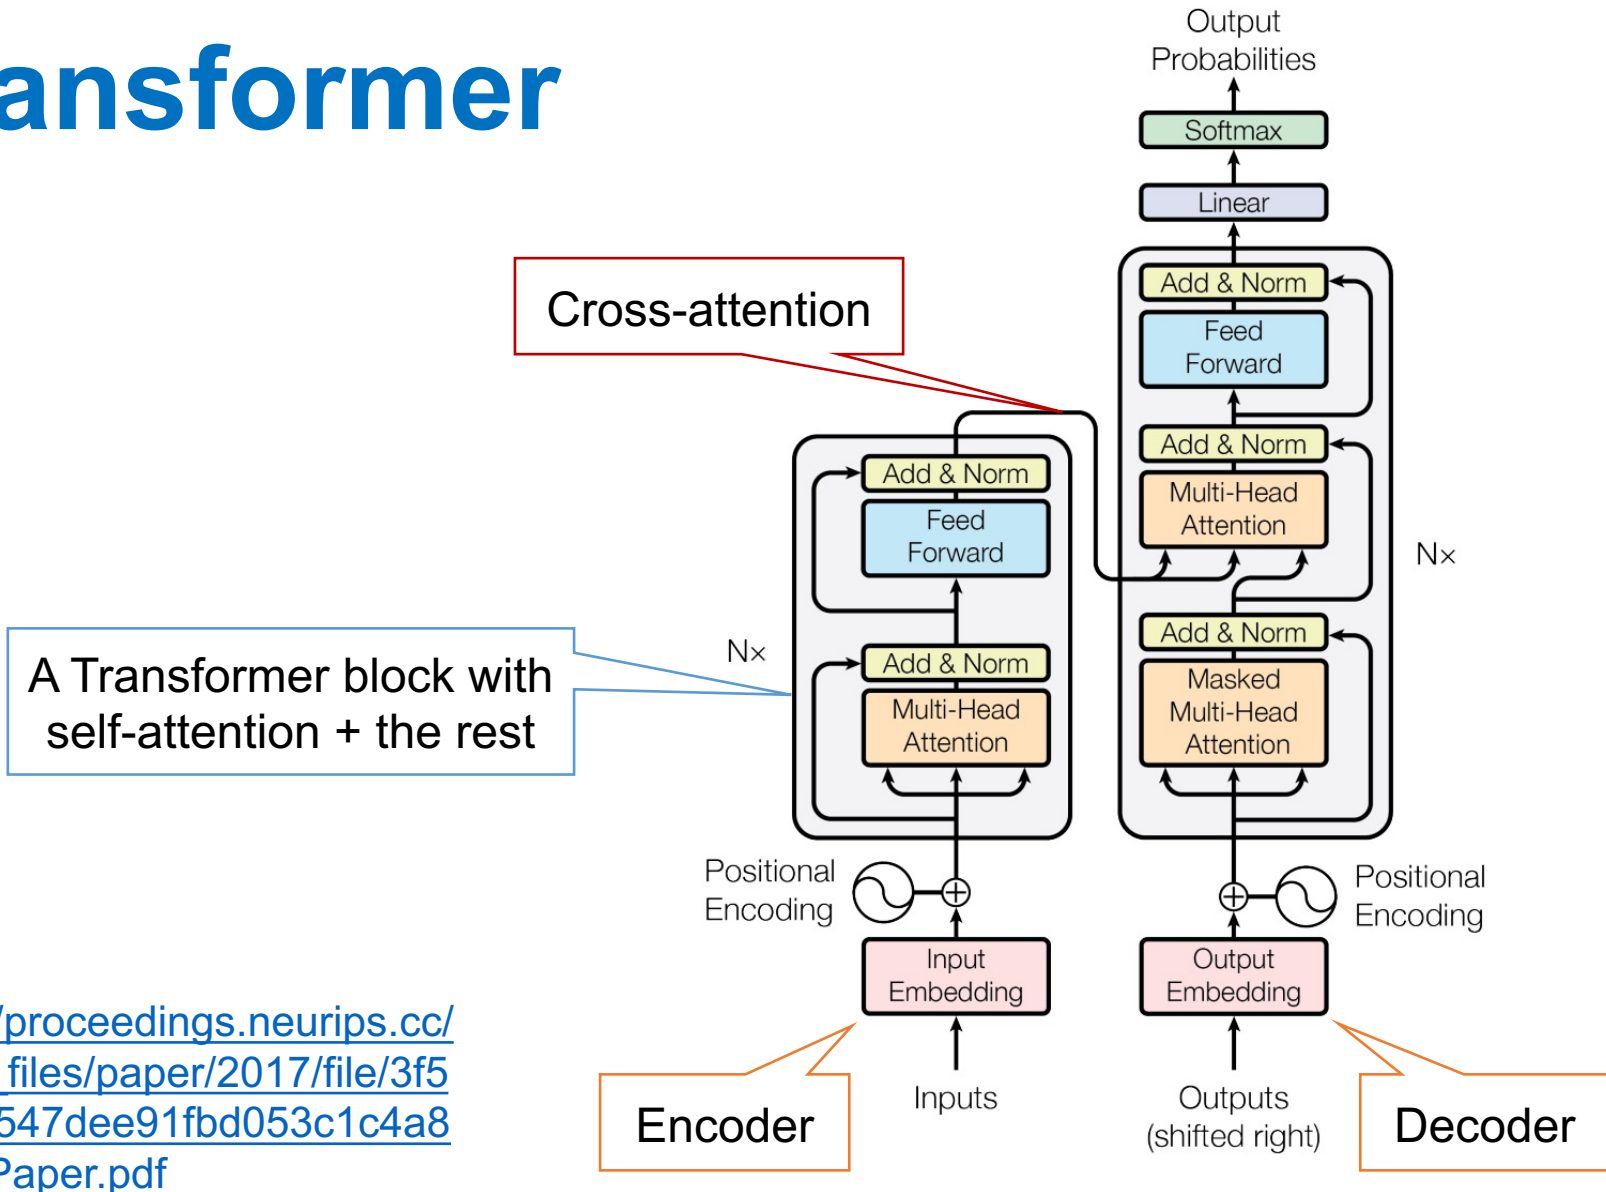 ansformer
Output
Probabilities
Softmax
Linear
Add & Norm
Feed
Forward
Add & Norm
Multi-Head
Attention
Nx
Add & Norm
Masked
Multi-Head
Attention
Cross-attention
Add & Norm
Feed
Forward
Nx
Add & Norm
Multi-Head
Attention
A Transformer block with
self-attention + the rest
Positional
Encoding
Positional
Encoding
Input
Embedding
Output
Embedding
Inputs
Outputs
(shifted right)
Encoder
Decoder
/proceedings.neurips.cc/
_files/paper/2017/file/3f5
547dee91fbd053c1c4a8
Paper.pdf